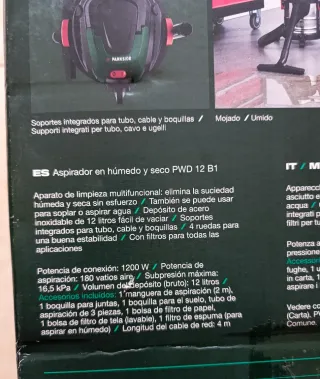 PARKSIDE
Soportes integrados para tubo, cable y boquillas /
Supporti integrati per tubo, cavo e ugelli
Mojado / Umido
ES Aspirador en húmedo y seco PWD 12 B1
Aparato de limpieza multifuncional: elimina la suciedad
húmeda y seca sin esfuerzo / También se puede usar
para soplar o aspirar agua / Depósito de acero
inoxidable de 12 litros fácil de vaciar / Soportes
integrados para tubo, cable y boquillas / 4 ruedas para
una buena estabilidad / Con filtros para todas las
aplicaciones
Potencia de conexión: 1200 W / Potencia de
aspiración: 180 vatios airе / Subpresión máxima:
16,5 kPa / Volumen del depósito (bruto): 12 litros /
Accesorios incluidos: 1 manguera de aspiración (2 m),
1 boquilla para juntas, 1 boquilla para el suelo, tubo de
aspiración de 3 piezas, 1 bolsa de filtro de papel,
1 bolsa de filtro de tela (lavable), 1 filtro de espuma (para
aspirar en húmedo) / Longitud del cable de red: 4 m
IT / M
Apparecc
asciutto e
acqua /
integrati p
filtri per t
Potenza a
pressione
Accessori
fughe, 1 u
in carta, 1
aspirare i
Vedere co
(Carta). P
Comune.